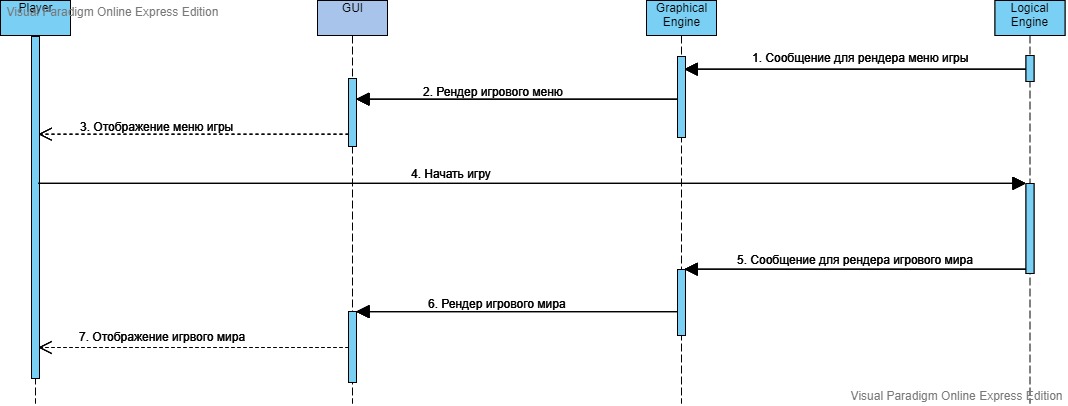 Visual Paradigm Online Express Edition
Player
GUI
Graphical
Engine
Logical
Engine
1. Сообщение для рендера меню игры
2. Рендер игрового меню
3. Отображение меню игры
4. Начать игру
5. Сообщение для рендера игрового мира
6. Рендер игрового мира
7. Отображение игрвого мира
Visual Paradigm Online Express Edition